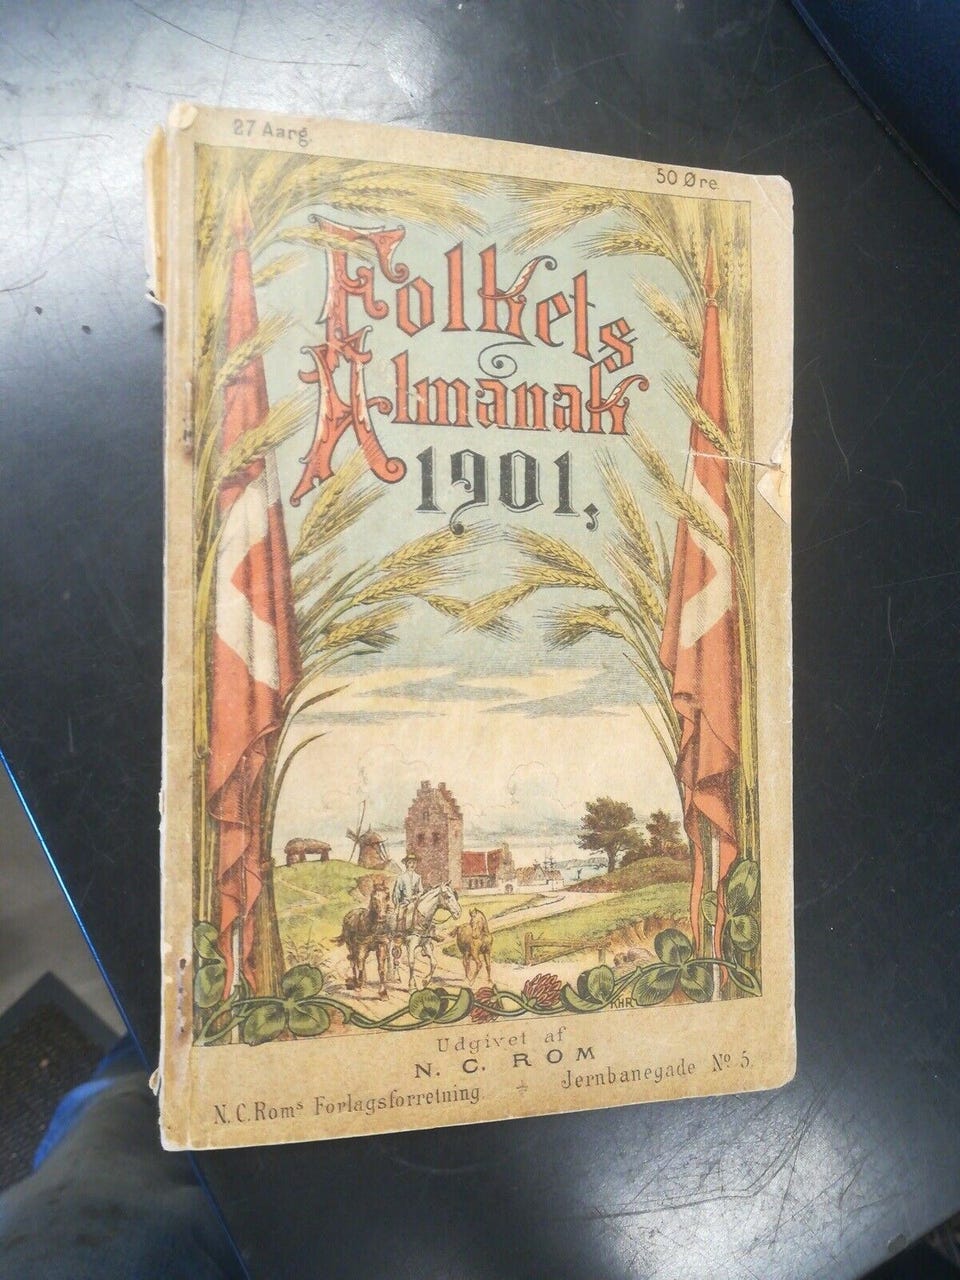 27 Aarg.
50 Øre
Folkets
Almanak
1901,
KHR
Udgivet af
N. C. ROM
N. C. Roms Forlagsforretning. Jernbanegade No 5.